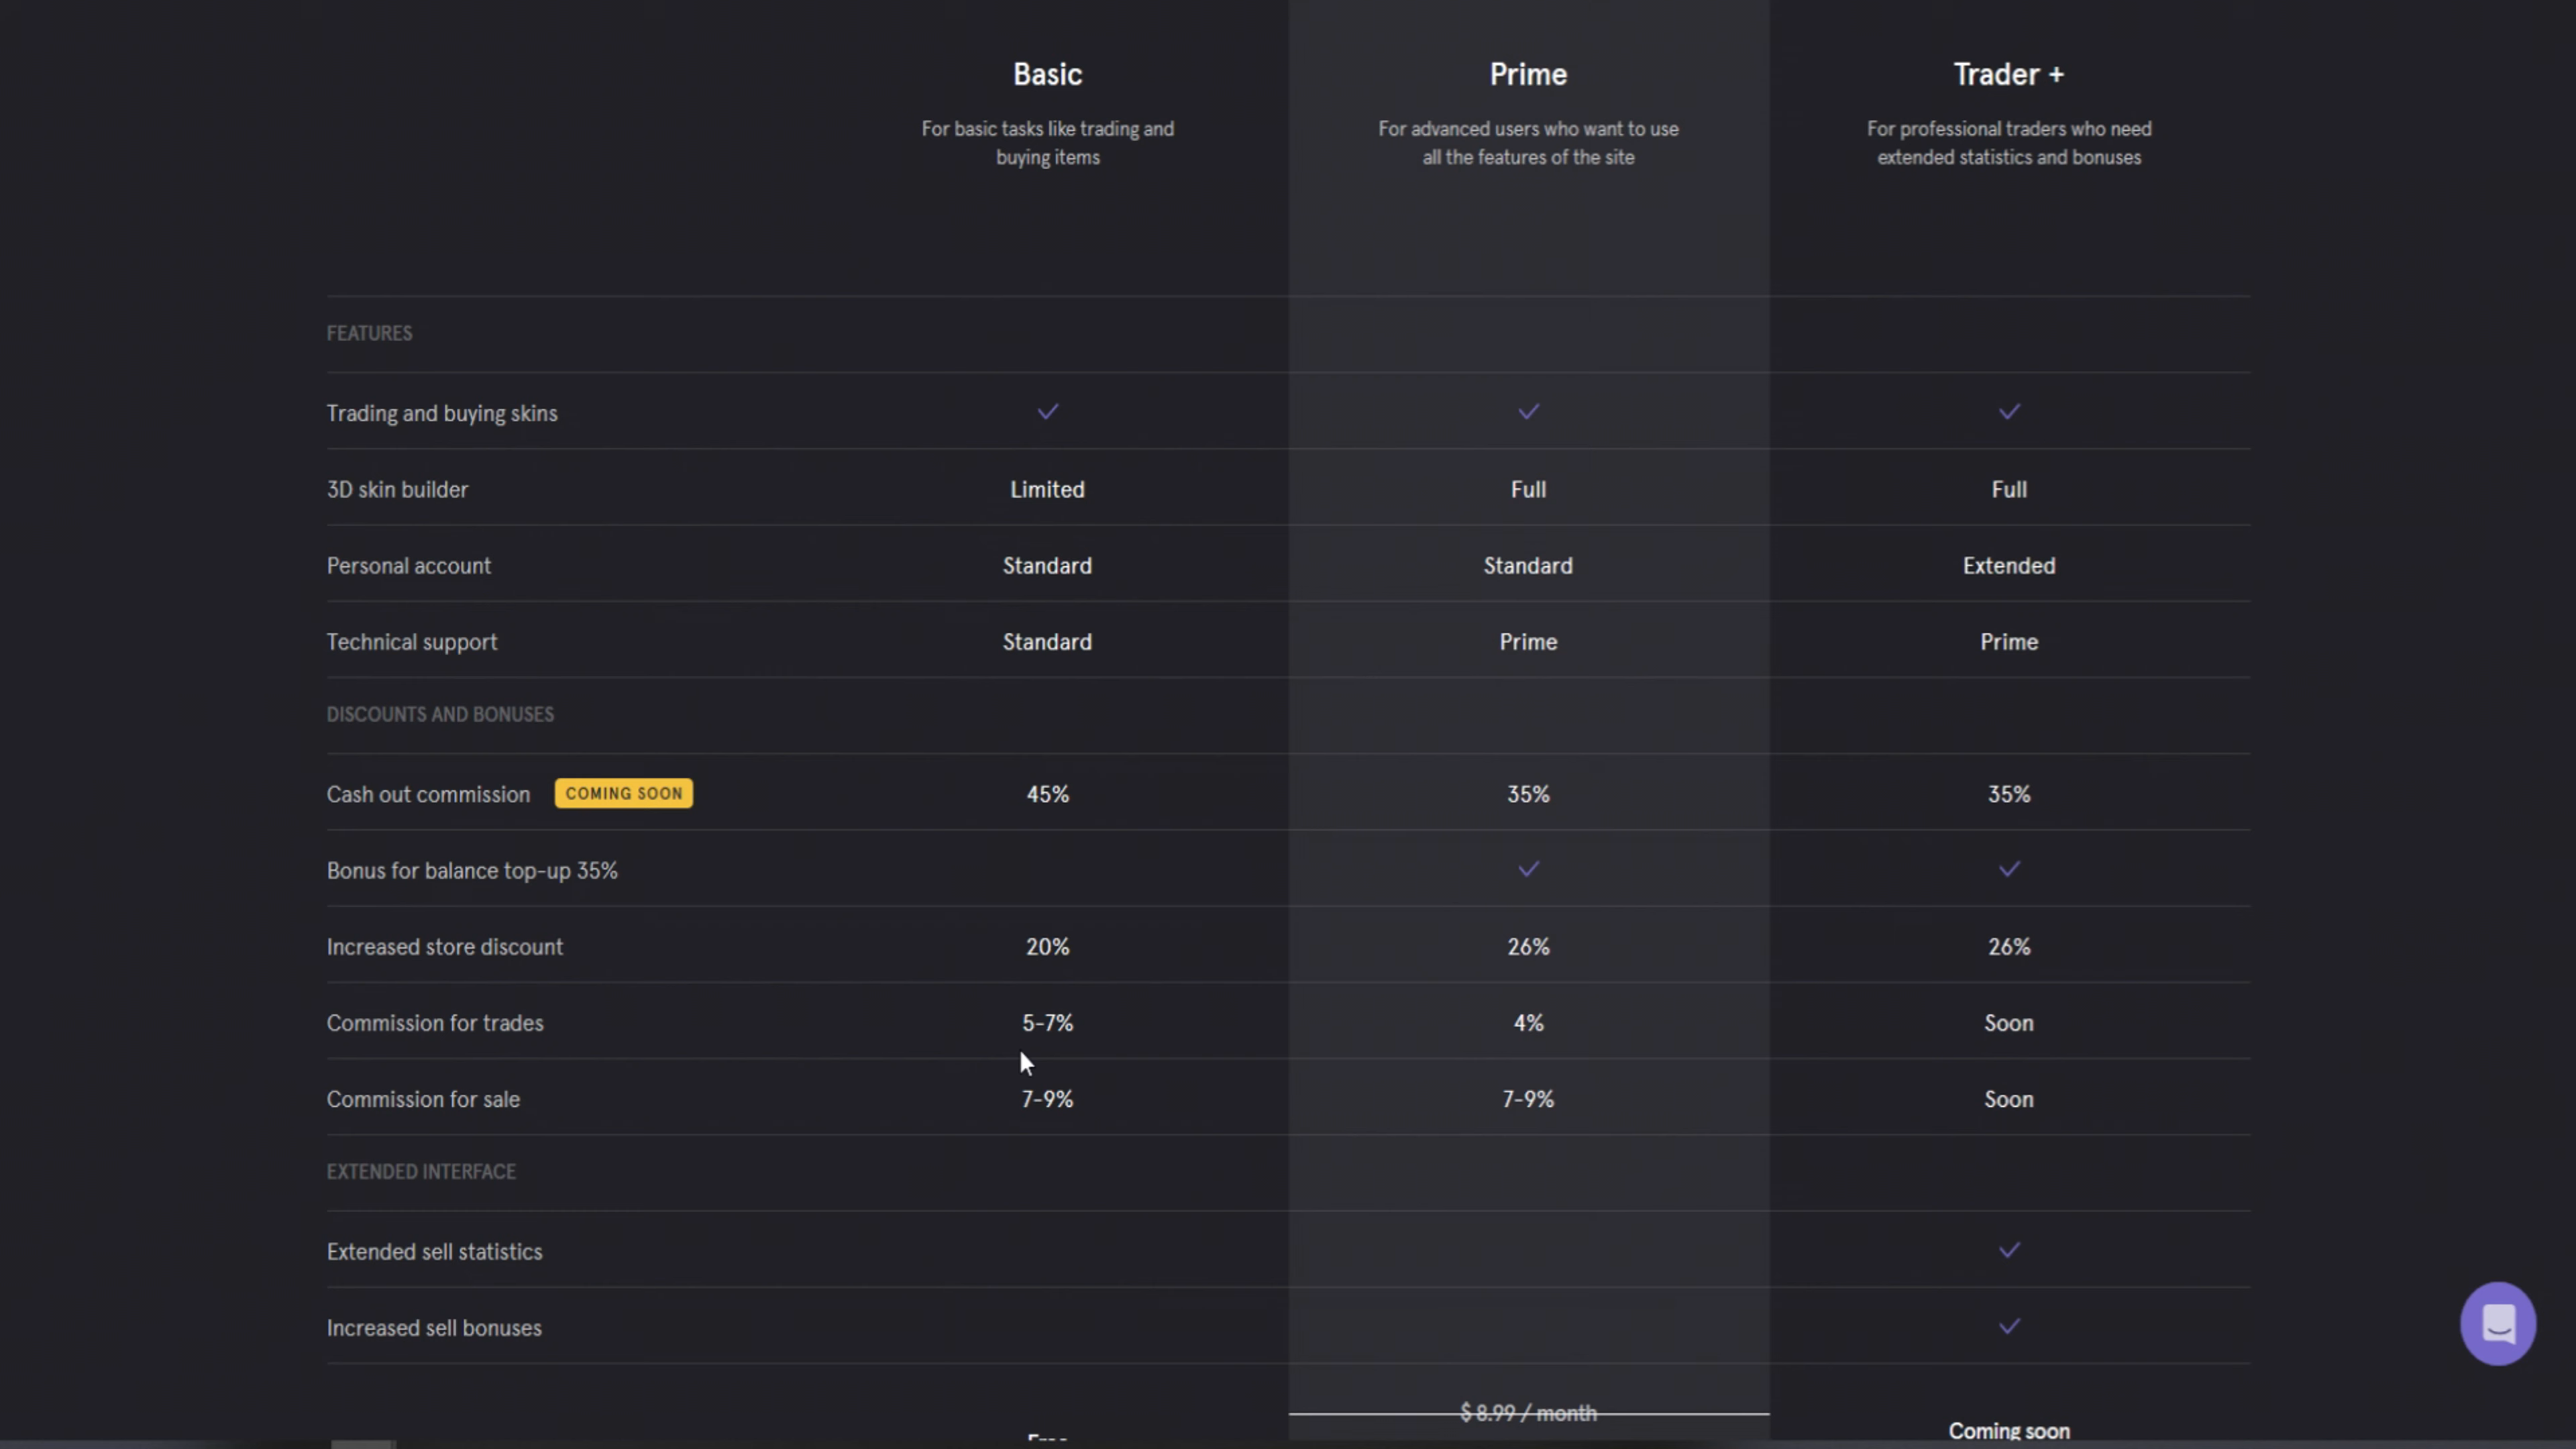 Basic Prime Trader +
For basic tasks like trading and
buying items
For advanced users who want to use
all the features of the site
For professional traders who need
extended statistics and bonuses
FEATURES
Trading and buying skins
3D skin builder Limited Full Full
Personal account Standard Standard Extended
Technical support Standard Prime Prime
DISCOUNTS AND BONUSES
Cash out commission COMING SOON 45% 35% 35%
Bonus for balance top-up 35%
Increased store discount 20% 26% 26%
Commission for trades 5-7% 4% Soon
Commission for sale 7-9% 7-9% Soon
EXTENDED INTERFACE
Extended sell statistics
Increased sell bonuses
$ 8.99 / month
Coming soon